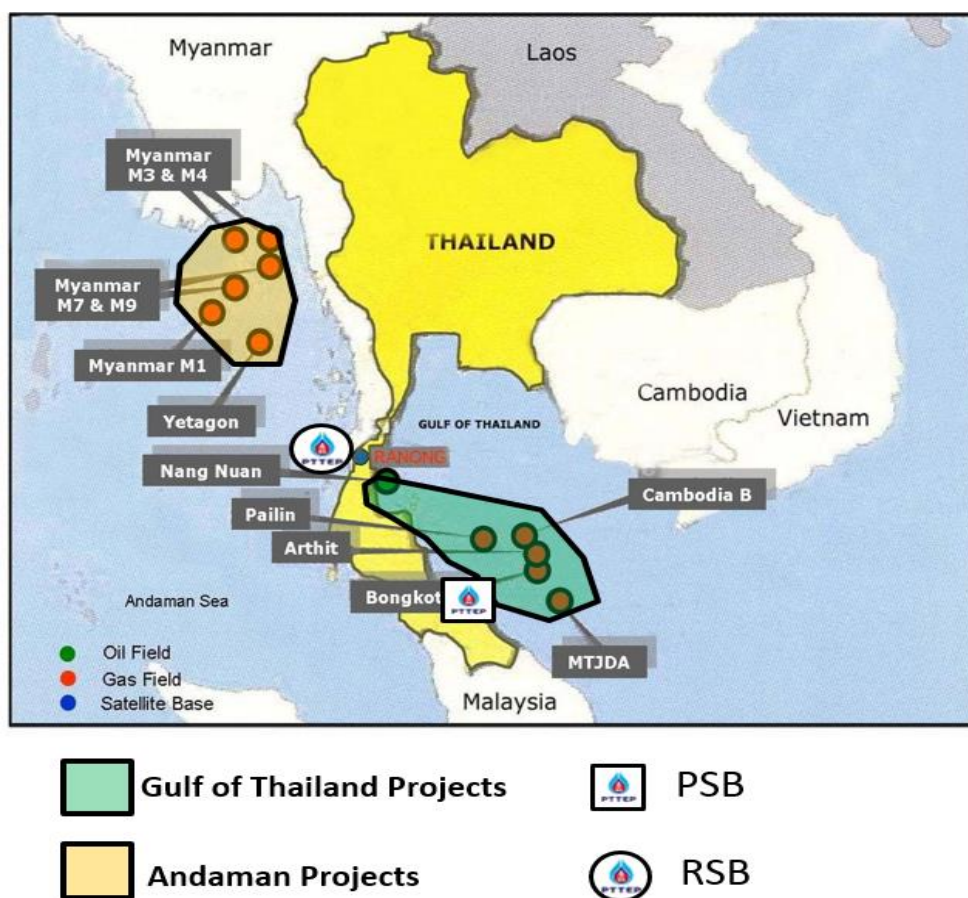 Myanmar
Laos
Myanmar
M3 & M4
THAILAND
Myanmar
M7 & M9
Myanmar M1
Cambodia
Yetagon
Vietnam
GULF OF THAILAND
PTTEP
RANONG
Nang Nuan
Cambodia B
Pailin
Arthit
Bongkot
PTTEP
Andaman Sea
MTJDA
Oil Field
Gas Field
Malaysia
Satellite Base
Gulf of Thailand Projects
PTTEP
PSB
Andaman Projects
PTTEP
RSB